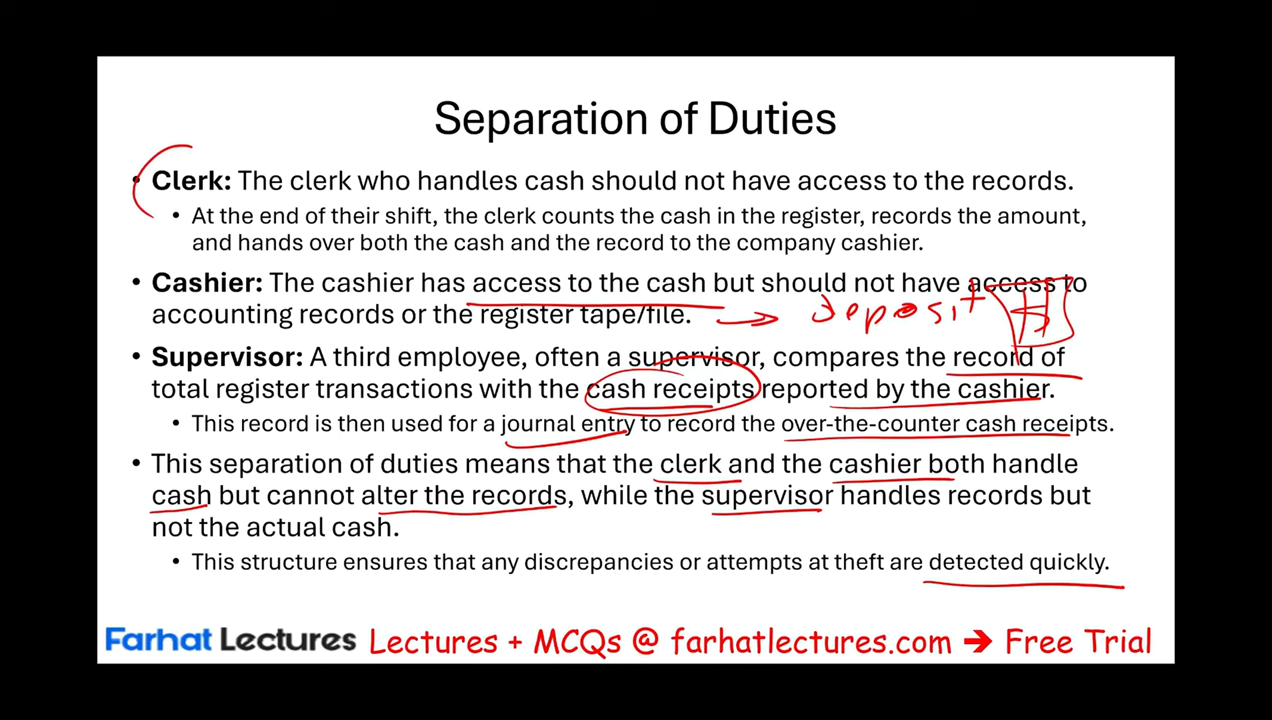 Separation of Duties
• Clerk: The clerk who handles cash should not have access to the records.
• At the end of their shift, the clerk counts the cash in the register, records the amount,
and hands over both the cash and the record to the company cashier.
• Cashier: The cashier has access to the cash but should not have access to
accounting records or the register tape/file. → deposit
• Supervisor: A third employee, often a supervisor, compares the record of
total register transactions with the cash receipts reported by the cashier.
• This record is then used for a journal entry to record the over-the-counter cash receipts.
• This separation of duties means that the clerk and the cashier both handle
cash but cannot alter the records, while the supervisor handles records but
not the actual cash.
• This structure ensures that any discrepancies or attempts at theft are detected quickly.
Farhat Lectures Lectures + MCQs @ farhatlectures.com → Free Trial